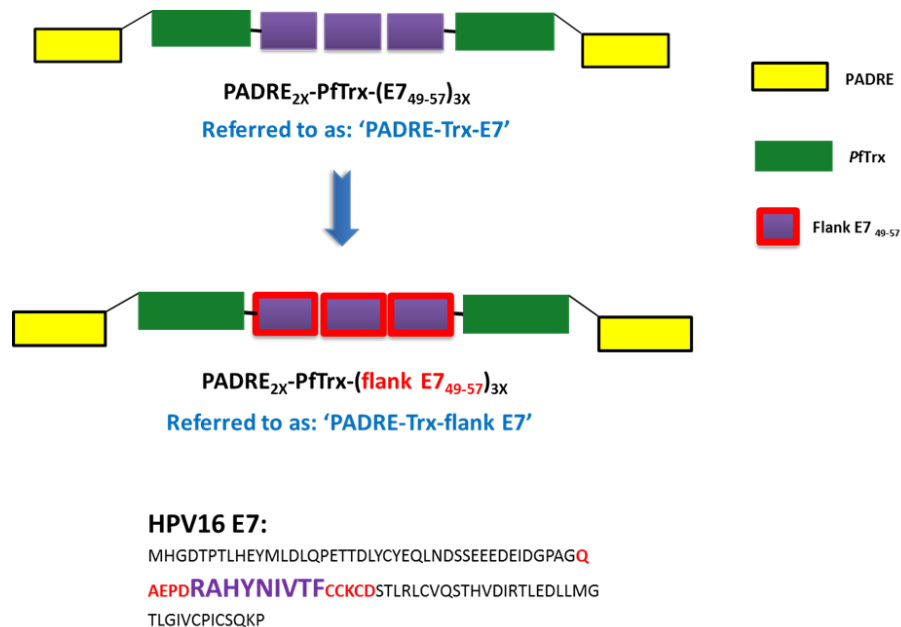 PADRE2X-PfTrx-(E749-57)3X
Referred to as: ‘PADRE-Trx-E7’
PADRE
PfTrx
Flank E7 49-57
PADRE2X-PfTrx-(flank E749-57)3X
Referred to as: ‘PADRE-Trx-flank E7’
HPV16 E7:
MHGDTPTLHEYMLDLQPETTDLYCYEQLNDSSEEEDEIDGPAGQ
AEPDRAHYNIVTFCCKCDSTLRLCVQSTHVDIRTLEDLLMG
TLGIVCPICSQKP